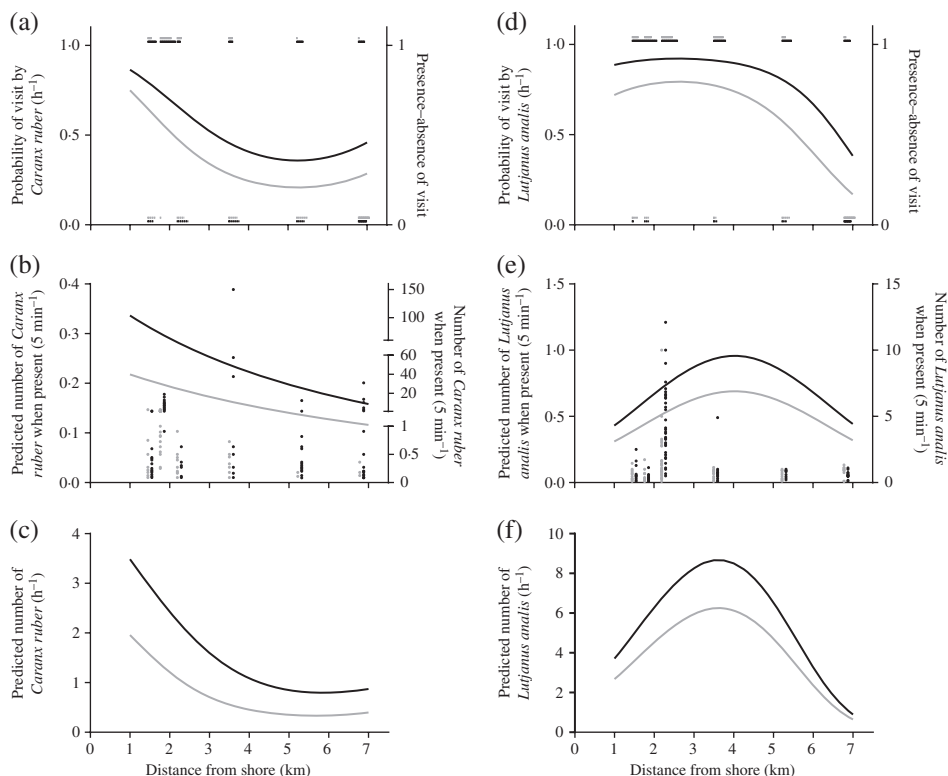 (a)
1·0
0·5
0·0
Probability of visit by
Caranx ruber (h⁻¹)
1
0
Presence–absence of visit
(d)
1·0
0·5
0·0
Probability of visit by
Lutjanus analis (h⁻¹)
1
0
Presence–absence of visit
(b)
0·4
0·3
0·2
0·1
0·0
Predicted number of Caranx
ruber when present (5 min⁻¹)
150
100
60
40
20
1
0·5
0
Number of Caranx ruber
when present (5 min⁻¹)
(e)
1·5
1·0
0·5
0·0
Predicted number of Lutjanus
analis when present (5 min⁻¹)
15
10
5
0
Number of Lutjanus analis
when present (5 min⁻¹)
(c)
4
3
2
1
0
Predicted number of
Caranx ruber (h⁻¹)
0 1 2 3 4 5 6 7
Distance from shore (km)
(f)
10
8
6
4
2
0
Predicted number of
Lutjanus analis (h⁻¹)
0 1 2 3 4 5 6 7
Distance from shore (km)